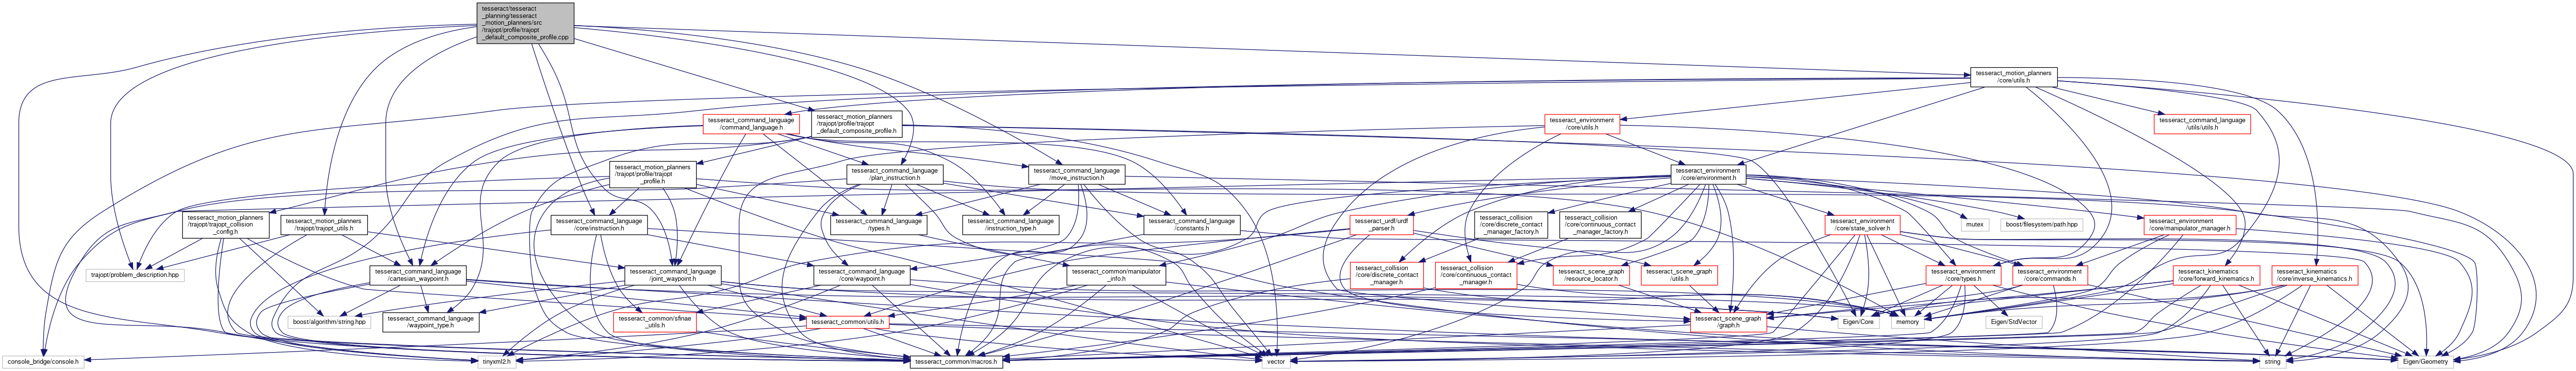 tesseract/tesseract
_planning/tesseract
_motion_planners/src
/trajopt/profile/trajopt
_default_composite_profile.cpp
tesseract_motion_planners
/core/utils.h
tesseract_command_language
/command_language.h
tesseract_motion_planners
/trajopt/profile/trajopt
_default_composite_profile.h
tesseract_environment
/core/utils.h
tesseract_command_language
/utils/utils.h
tesseract_motion_planners
/trajopt/profile/trajopt
_profile.h
tesseract_command_language
/plan_instruction.h
tesseract_command_language
/move_instruction.h
tesseract_environment
/core/environment.h
tesseract_motion_planners
/trajopt/trajopt_collision
_config.h
tesseract_motion_planners
/trajopt/trajopt_utils.h
tesseract_command_language
/core/instruction.h
tesseract_command_language
/types.h
tesseract_command_language
/instruction_type.h
tesseract_command_language
/constants.h
tesseract_urdf/urdf
_parser.h
tesseract_collision
/core/discrete_contact
_manager_factory.h
tesseract_collision
/core/continuous_contact
_manager_factory.h
tesseract_environment
/core/state_solver.h
mutex
boost/filesystem/path.hpp
tesseract_environment
/core/manipulator_manager.h
trajopt/problem_description.hpp
tesseract_command_language
/cartesian_waypoint.h
tesseract_command_language
/joint_waypoint.h
tesseract_command_language
/core/waypoint.h
tesseract_common/manipulator
_info.h
tesseract_collision
/core/discrete_contact
_manager.h
tesseract_collision
/core/continuous_contact
_manager.h
tesseract_scene_graph
/resource_locator.h
tesseract_scene_graph
/utils.h
tesseract_environment
/core/types.h
tesseract_environment
/core/commands.h
tesseract_kinematics
/core/forward_kinematics.h
tesseract_kinematics
/core/inverse_kinematics.h
boost/algorithm/string.hpp
tesseract_command_language
/waypoint_type.h
tesseract_common/sfinae
_utils.h
tesseract_common/utils.h
tesseract_scene_graph
/graph.h
Eigen/Core
memory
Eigen/StdVector
console_bridge/console.h
tinyxml2.h
tesseract_common/macros.h
vector
string
Eigen/Geometry